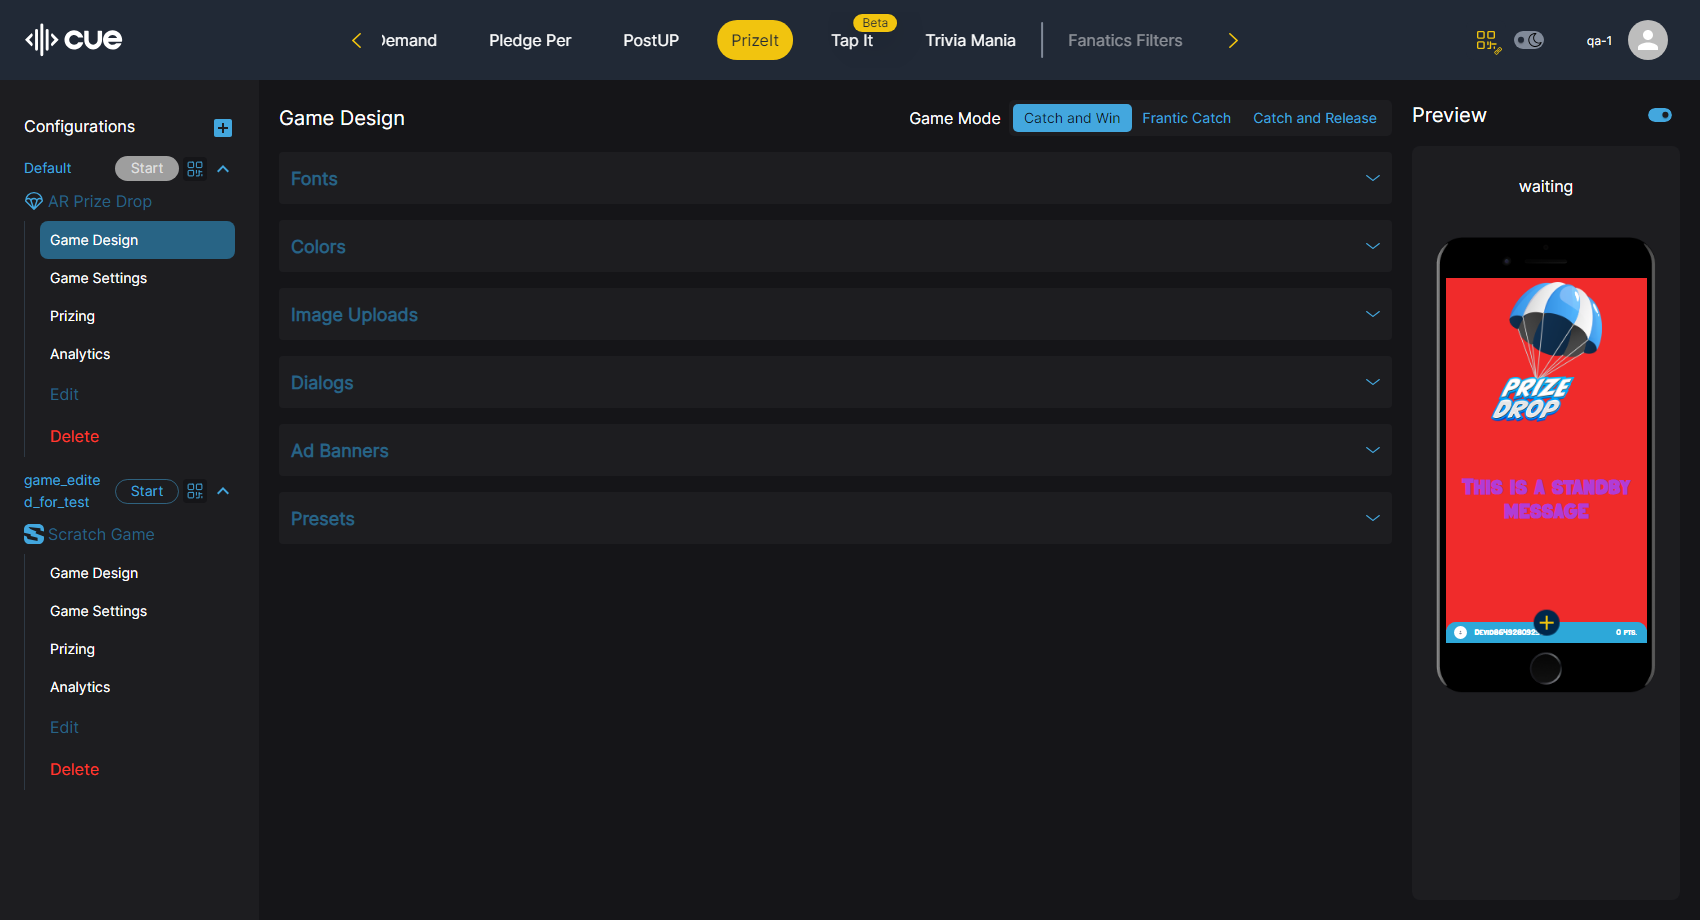 cue
Demand
Pledge Per
PostUP
PrizeIt
Beta
Tap It
Trivia Mania
Fanatics Filters
qa-1
Configurations
Default
Start
AR Prize Drop
Game Design
Game Settings
Prizing
Analytics
Edit
Delete
game_edite
d_for_test
Start
Scratch Game
Game Design
Game Settings
Prizing
Analytics
Edit
Delete
Game Design
Game Mode
Catch and Win
Frantic Catch
Catch and Release
Fonts
Colors
Image Uploads
Dialogs
Ad Banners
Presets
Preview
waiting
PRIZE
DROP
THIS IS A STANDBY
MESSAGE
0 PTS.